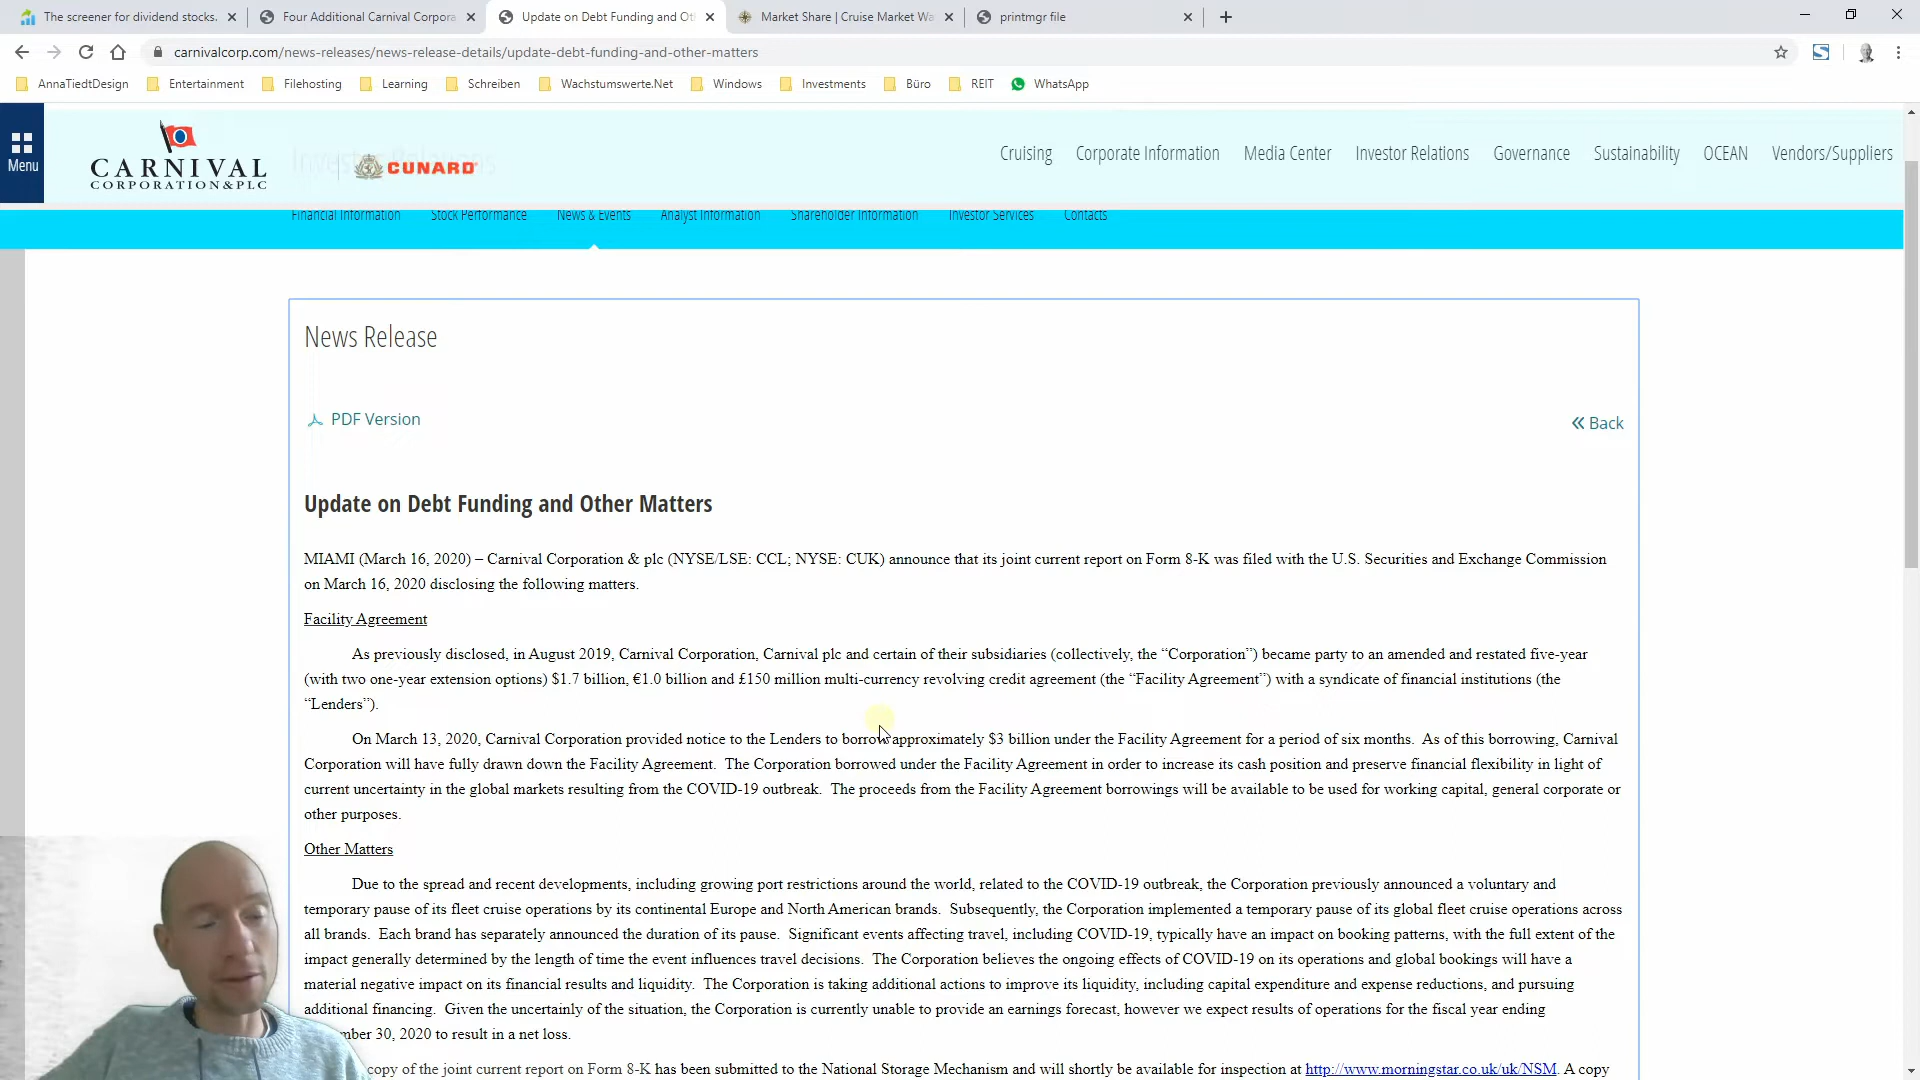 The screener for dividend stocks.
Four Additional Carnival Corpora
Update on Debt Funding and Ot
Market Share | Cruise Market Wa
printmgr file
carnivalcorp.com/news-releases/news-release-details/update-debt-funding-and-other-matters
AnnaTiedtDesign
Entertainment
Filehosting
Learning
Schreiben
Wachstumswerte.Net
Windows
Investments
Büro
REIT
WhatsApp
Menu
CARNIVAL
CORPORATION&PLC
CUNARD
Cruising
Corporate Information
Media Center
Investor Relations
Governance
Sustainability
OCEAN
Vendors/Suppliers
Financial Information
Stock Performance
News & Events
Analyst Information
Shareholder Information
Investor Services
Contacts
News Release
PDF Version
Back
Update on Debt Funding and Other Matters
MIAMI (March 16, 2020) – Carnival Corporation & plc (NYSE/LSE: CCL; NYSE: CUK) announce that its joint current report on Form 8-K was filed with the U.S. Securities and Exchange Commission
on March 16, 2020 disclosing the following matters.
Facility Agreement
As previously disclosed, in August 2019, Carnival Corporation, Carnival plc and certain of their subsidiaries (collectively, the “Corporation”) became party to an amended and restated five-year
(with two one-year extension options) $1.7 billion, €1.0 billion and £150 million multi-currency revolving credit agreement (the “Facility Agreement”) with a syndicate of financial institutions (the
“Lenders”).
On March 13, 2020, Carnival Corporation provided notice to the Lenders to borrow approximately $3 billion under the Facility Agreement for a period of six months. As of this borrowing, Carnival
Corporation will have fully drawn down the Facility Agreement. The Corporation borrowed under the Facility Agreement in order to increase its cash position and preserve financial flexibility in light of
current uncertainty in the global markets resulting from the COVID-19 outbreak. The proceeds from the Facility Agreement borrowings will be available to be used for working capital, general corporate or
other purposes.
Other Matters
Due to the spread and recent developments, including growing port restrictions around the world, related to the COVID-19 outbreak, the Corporation previously announced a voluntary and
temporary pause of its fleet cruise operations by its continental Europe and North American brands. Subsequently, the Corporation implemented a temporary pause of its global fleet cruise operations across
all brands. Each brand has separately announced the duration of its pause. Significant events affecting travel, including COVID-19, typically have an impact on booking patterns, with the full extent of the
impact generally determined by the length of time the event influences travel decisions. The Corporation believes the ongoing effects of COVID-19 on its operations and global bookings will have a
material negative impact on its financial results and liquidity. The Corporation is taking additional actions to improve its liquidity, including capital expenditure and expense reductions, and pursuing
additional financing. Given the uncertainly of the situation, the Corporation is currently unable to provide an earnings forecast, however we expect results of operations for the fiscal year ending
mber 30, 2020 to result in a net loss.
copy of the joint current report on Form 8-K has been submitted to the National Storage Mechanism and will shortly be available for inspection at http://www.morningstar.co.uk/uk/NSM. A copy